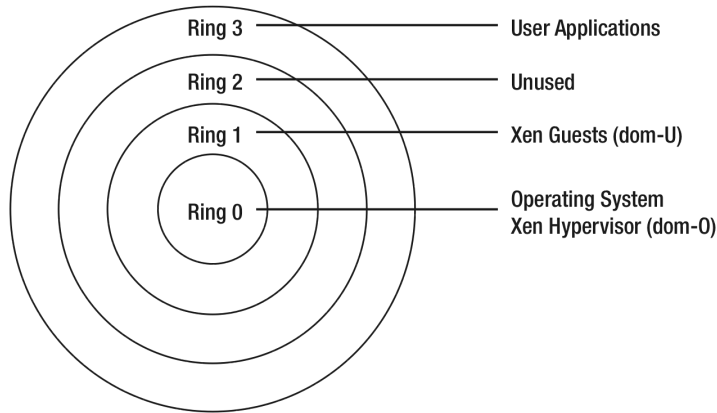 Ring 3 User Applications
Ring 2 Unused
Ring 1 Xen Guests (dom-U)
Ring 0 Operating System
Xen Hypervisor (dom-O)